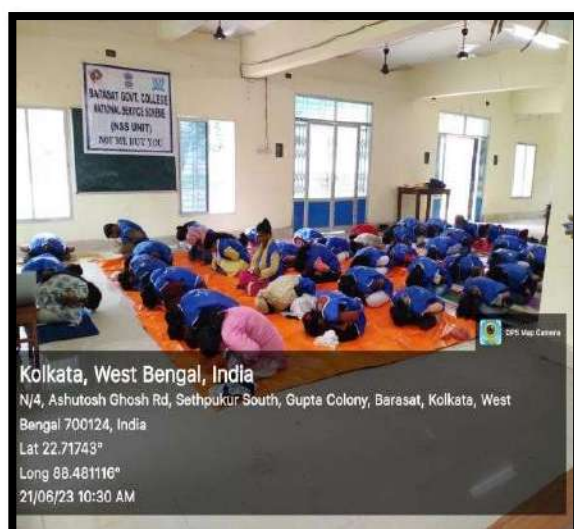 BARASAT GOVT. COLLEGE
NATIONAL SERVICE SCHEME
(NSS UNIT)
NOT ME BUT YOU
GPS Map Camera
Kolkata, West Bengal, India
N/4, Ashutosh Ghosh Rd, Sethpukur South, Gupta Colony, Barasat, Kolkata, West
Bengal 700124, India
Lat 22.71743°
Long 88.481116°
21/06/23 10:30 AM